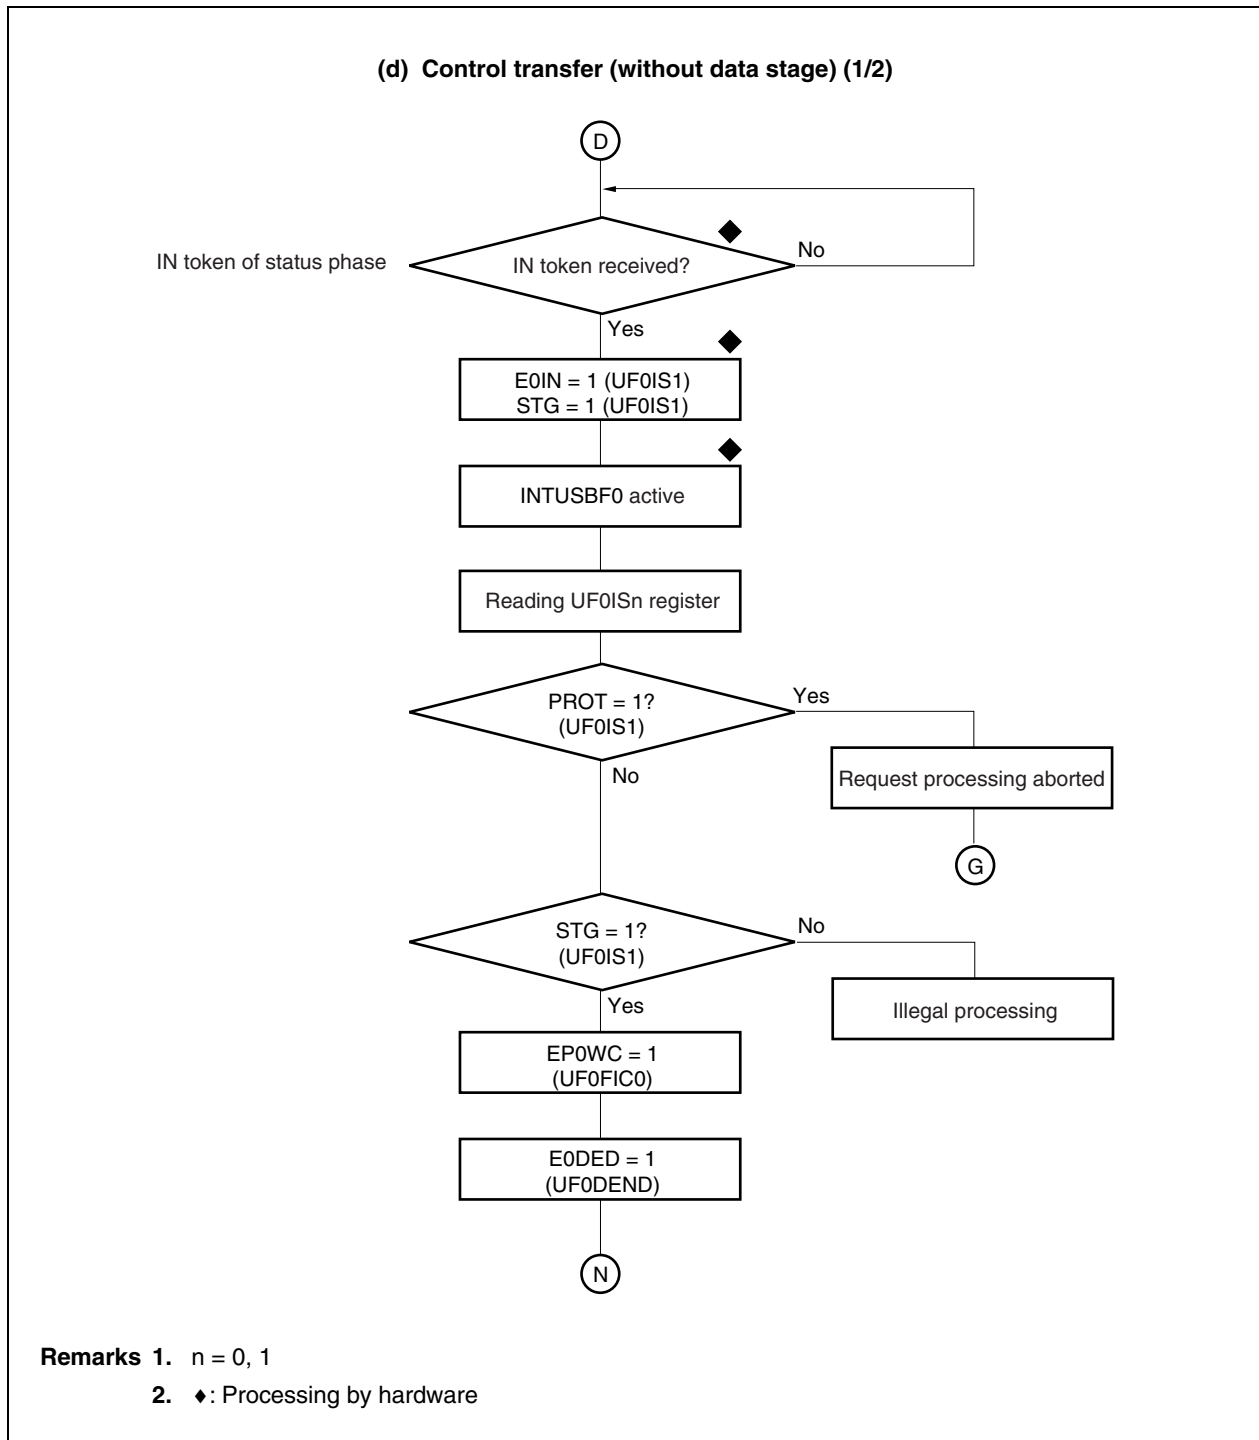 (d) Control transfer (without data stage) (1/2)
D
IN token of status phase
IN token received?
No
Yes
E0IN = 1 (UF0IS1)
STG = 1 (UF0IS1)
INTUSBF0 active
Reading UF0ISn register
PROT = 1?
(UF0IS1)
Yes
No
Request processing aborted
G
STG = 1?
(UF0IS1)
No
Yes
Illegal processing
EP0WC = 1
(UF0FIC0)
E0DED = 1
(UF0DEND)
N
Remarks 1. n = 0, 1
2. ♦: Processing by hardware